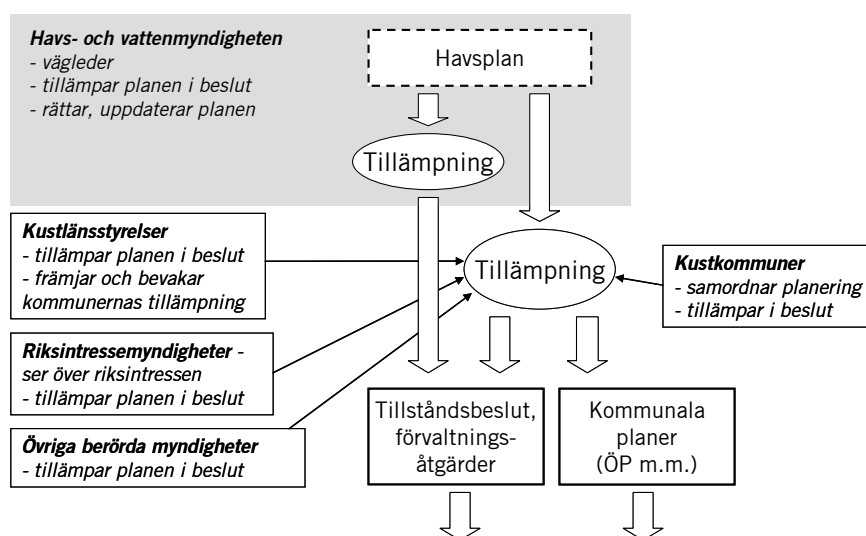 Havs- och vattenmyndigheten
- vägleder
- tillämpar planen i beslut
- rättar, uppdaterar planen
Havsplan
Tillämpning
Kustlänsstyrelser
- tillämpar planen i beslut
- främjar och bevakar
kommunernas tillämpning
Tillämpning
Kustkommuner
- samordnar planering
- tillämpar i beslut
Riksintressemyndigheter -
ser över riksintressen
- tillämpar planen i beslut
Övriga berörda myndigheter
- tillämpar planen i beslut
Tillståndsbeslut,
förvaltnings-
åtgärder
Kommunala
planer
(ÖP m.m.)